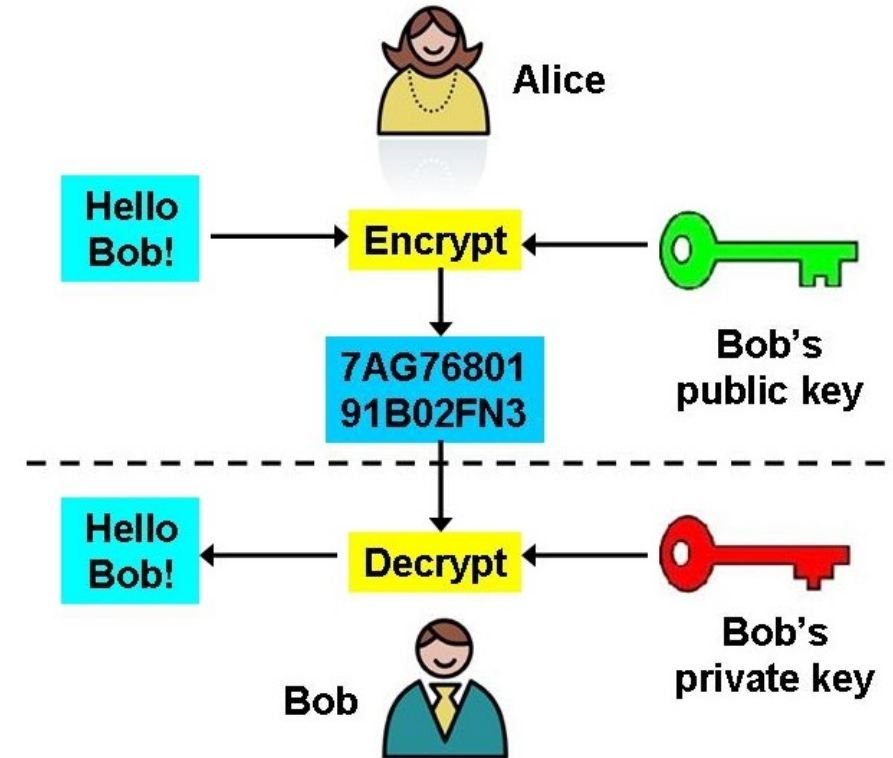 Alice
Hello
Bob!
Encrypt
Bob's
public key
7AG76801
91B02FN3
Hello
Bob!
Decrypt
Bob's
private key
Bob